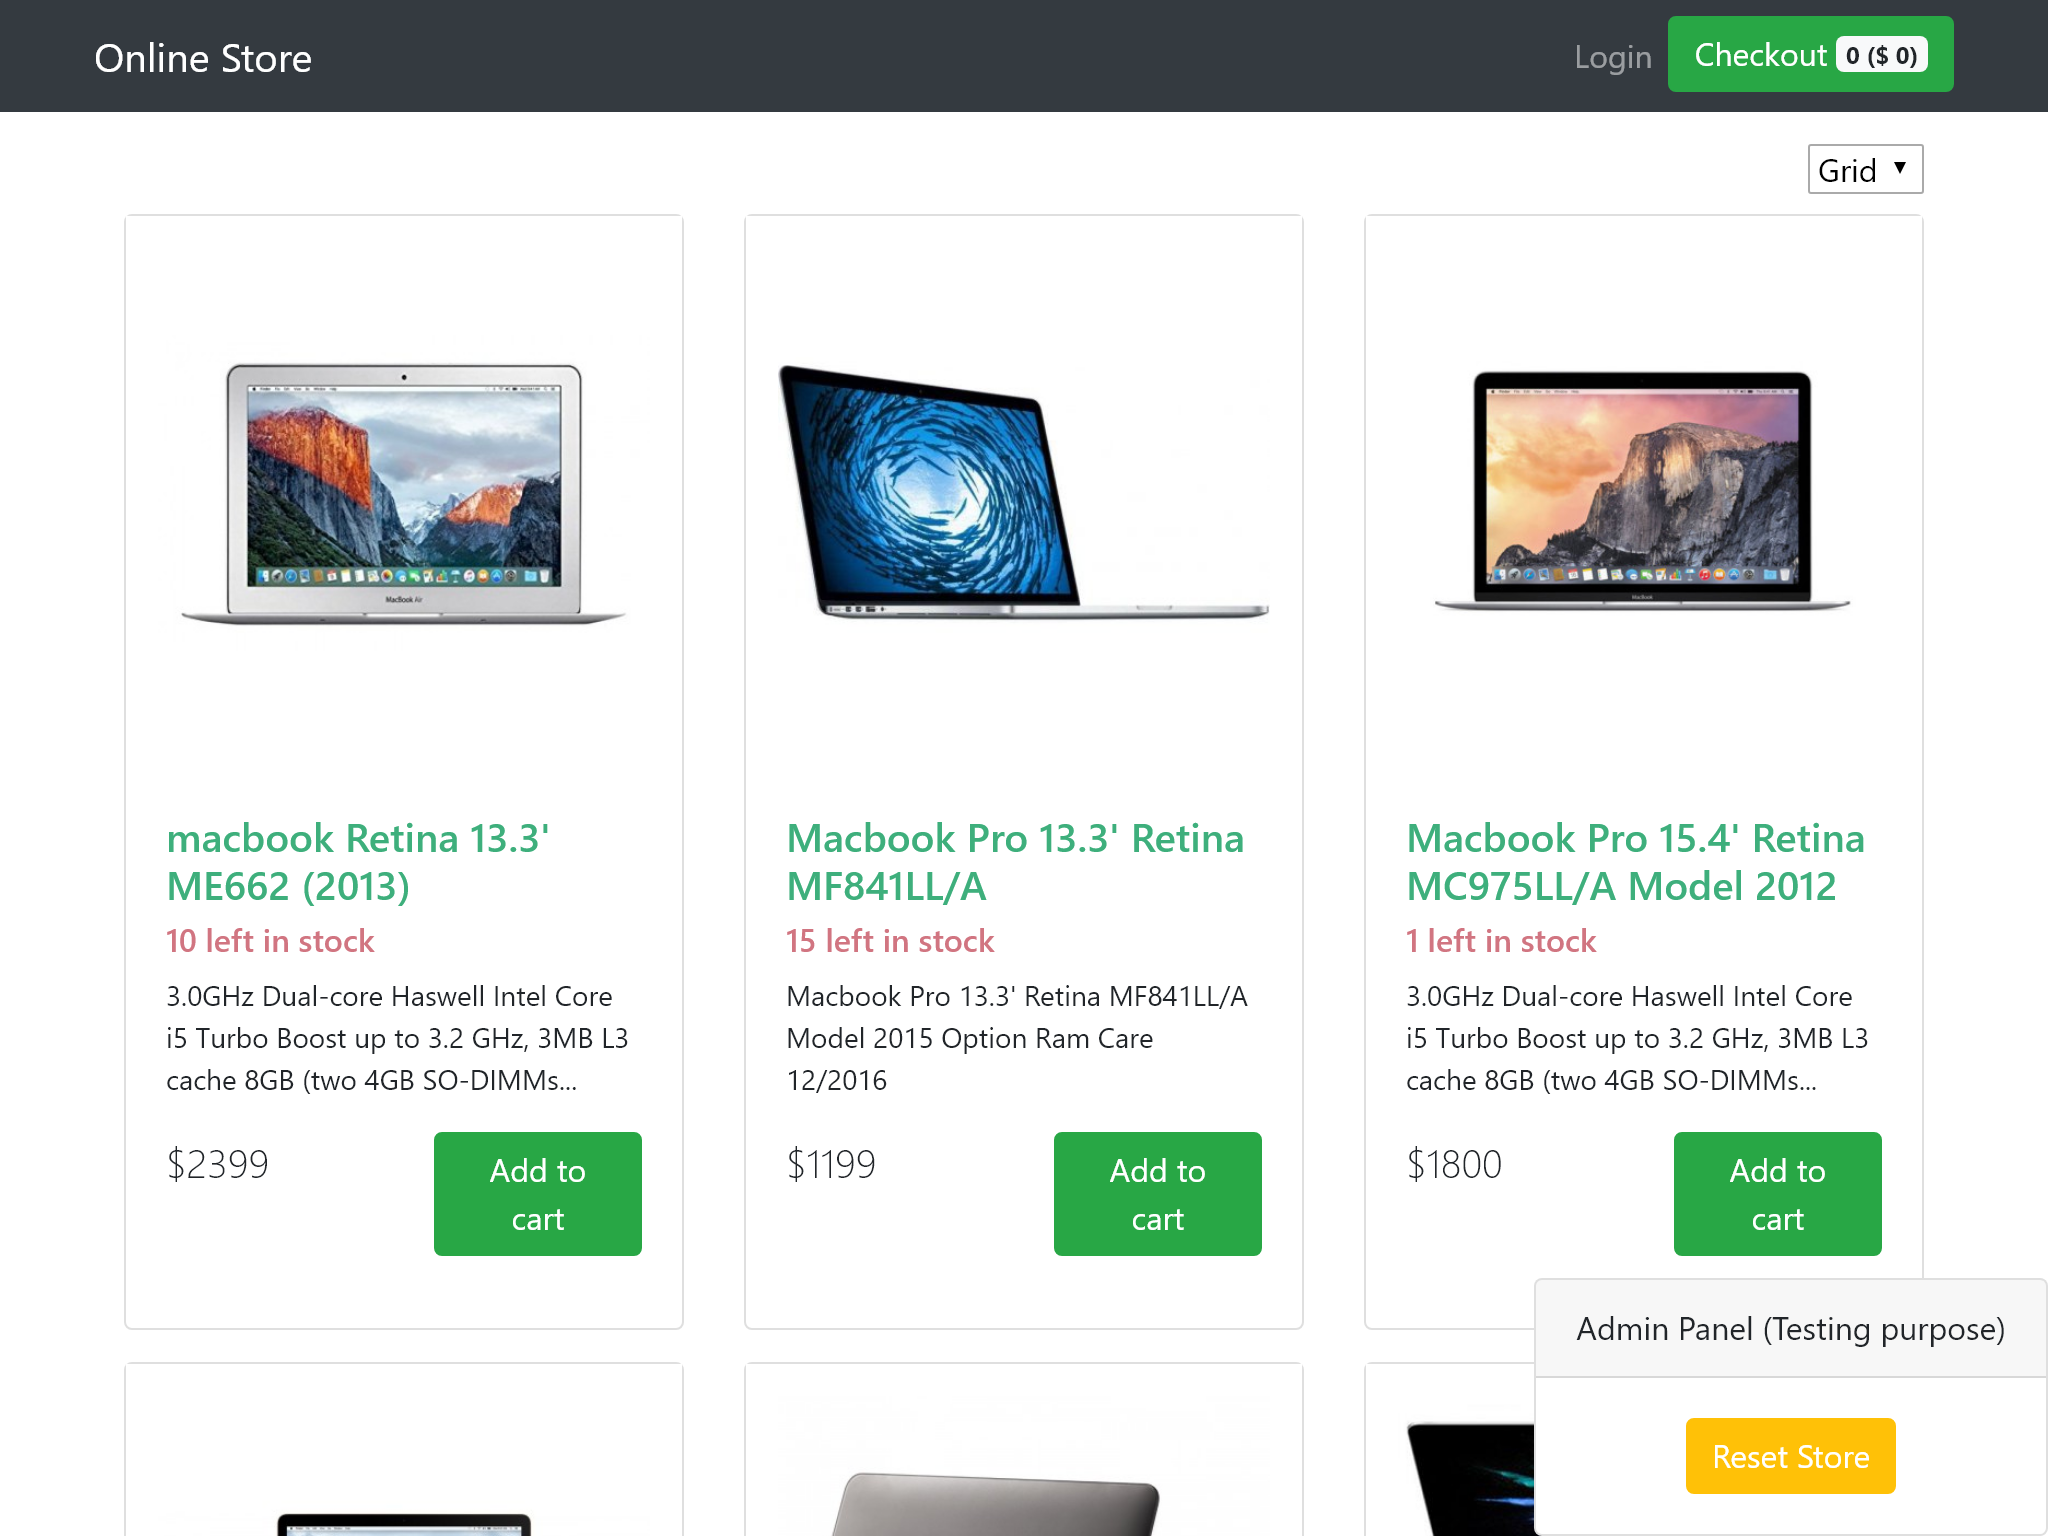 Online Store
Login
Checkout 0 ($ 0)
Grid
MacBook Air
MacBook
macbook Retina 13.3'
ME662 (2013)
10 left in stock
3.0GHz Dual-core Haswell Intel Core
i5 Turbo Boost up to 3.2 GHz, 3MB L3
cache 8GB (two 4GB SO-DIMMs...
$2399
Add to
cart
Macbook Pro 13.3' Retina
MF841LL/A
15 left in stock
Macbook Pro 13.3' Retina MF841LL/A
Model 2015 Option Ram Care
12/2016
$1199
Add to
cart
Macbook Pro 15.4' Retina
MC975LL/A Model 2012
1 left in stock
3.0GHz Dual-core Haswell Intel Core
i5 Turbo Boost up to 3.2 GHz, 3MB L3
cache 8GB (two 4GB SO-DIMMs...
$1800
Add to
cart
Admin Panel (Testing purpose)
Reset Store